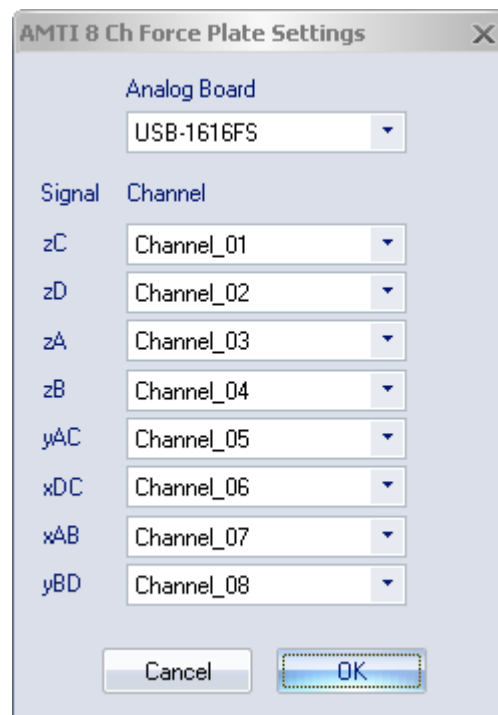 AMTI 8 Ch Force Plate Settings
Analog Board
USB-1616FS
Signal Channel
zC Channel_01
zD Channel_02
zA Channel_03
zB Channel_04
yAC Channel_05
xDC Channel_06
xAB Channel_07
yBD Channel_08
Cancel OK